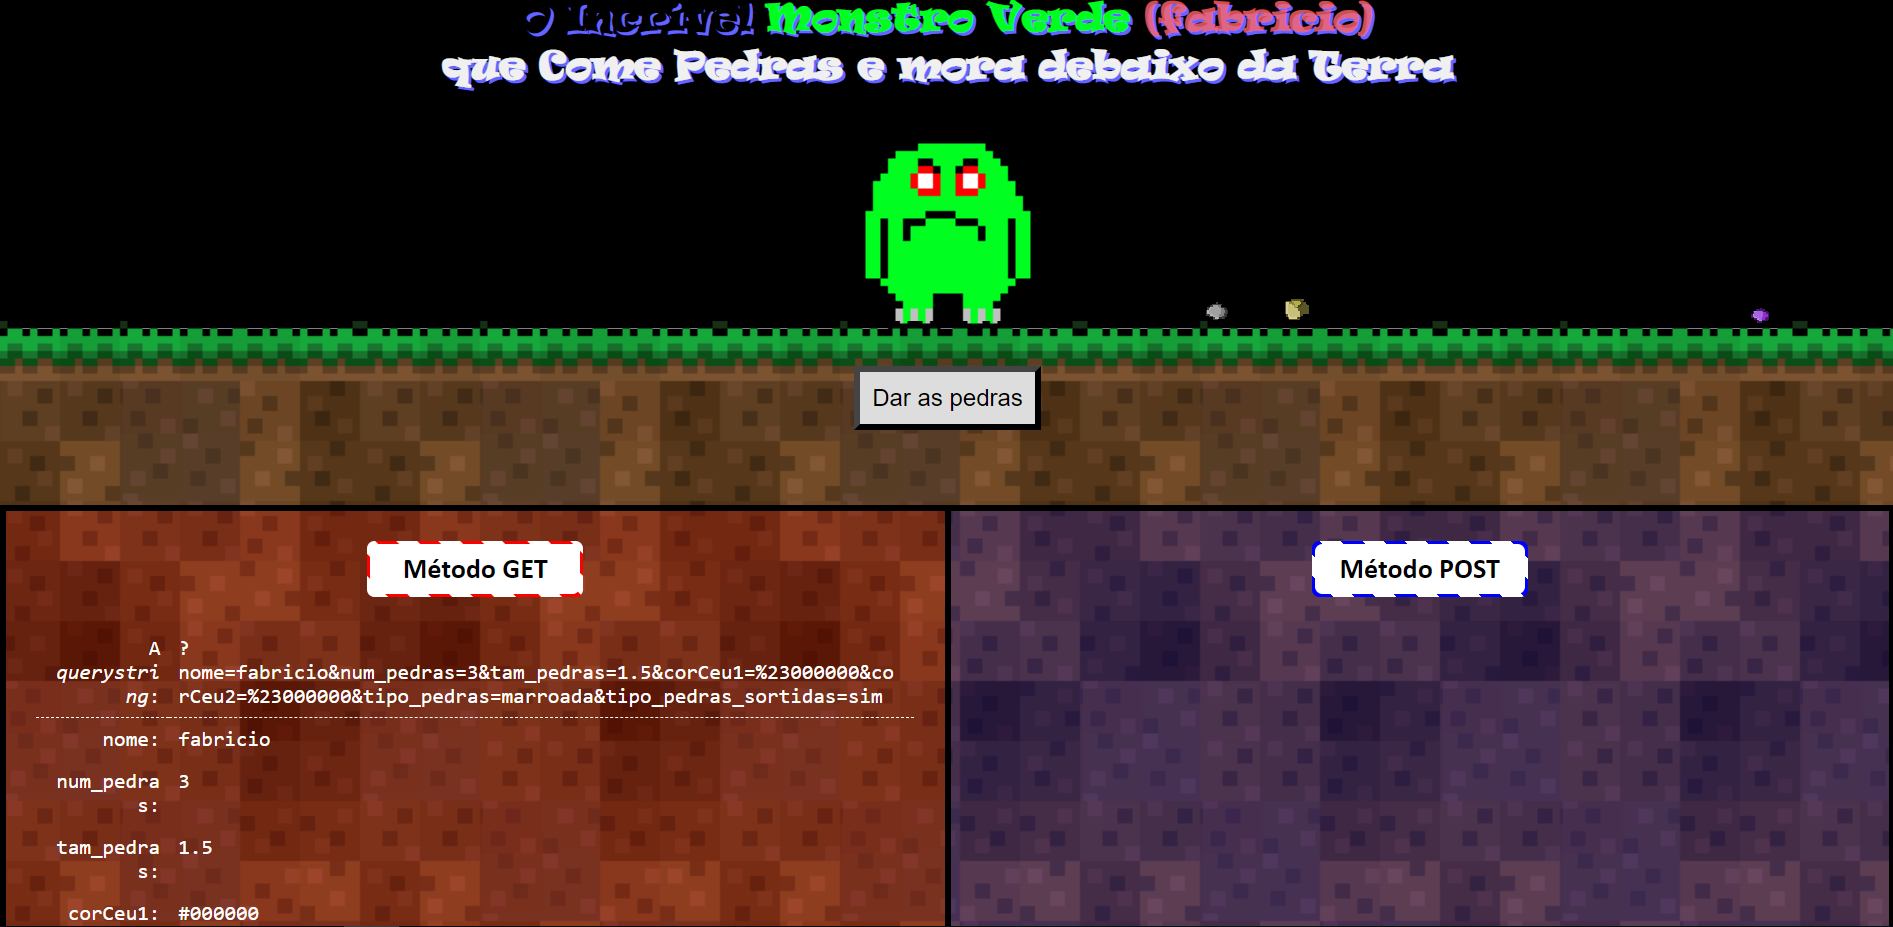 O Incrível Monstro Verde (fabricio)
que Come Pedras e mora debaixo da Terra
Dar as pedras
Método GET
Método POST
A ?
querystri nome=fabricio&num_pedras=3&tam_pedras=1.5&corCeu1=%23000000&co
ng: rCeu2=%23000000&tipo_pedras=marroada&tipo_pedras_sortidas=sim
nome: fabricio
num_pedra 3
s:
tam_pedra 1.5
s:
corCeu1: #000000